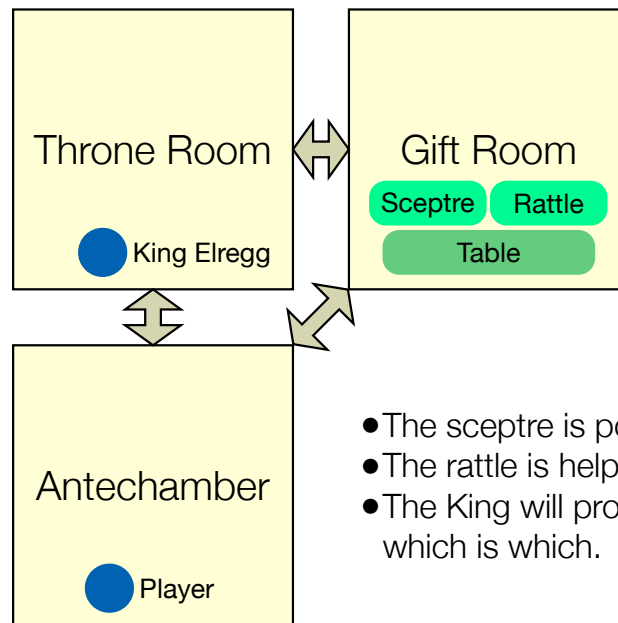 Throne Room
Gift Room
Sceptre
Rattle
Table
King Elregg
Antechamber
Player
•The sceptre is
•The rattle is
•The King will
which is which.